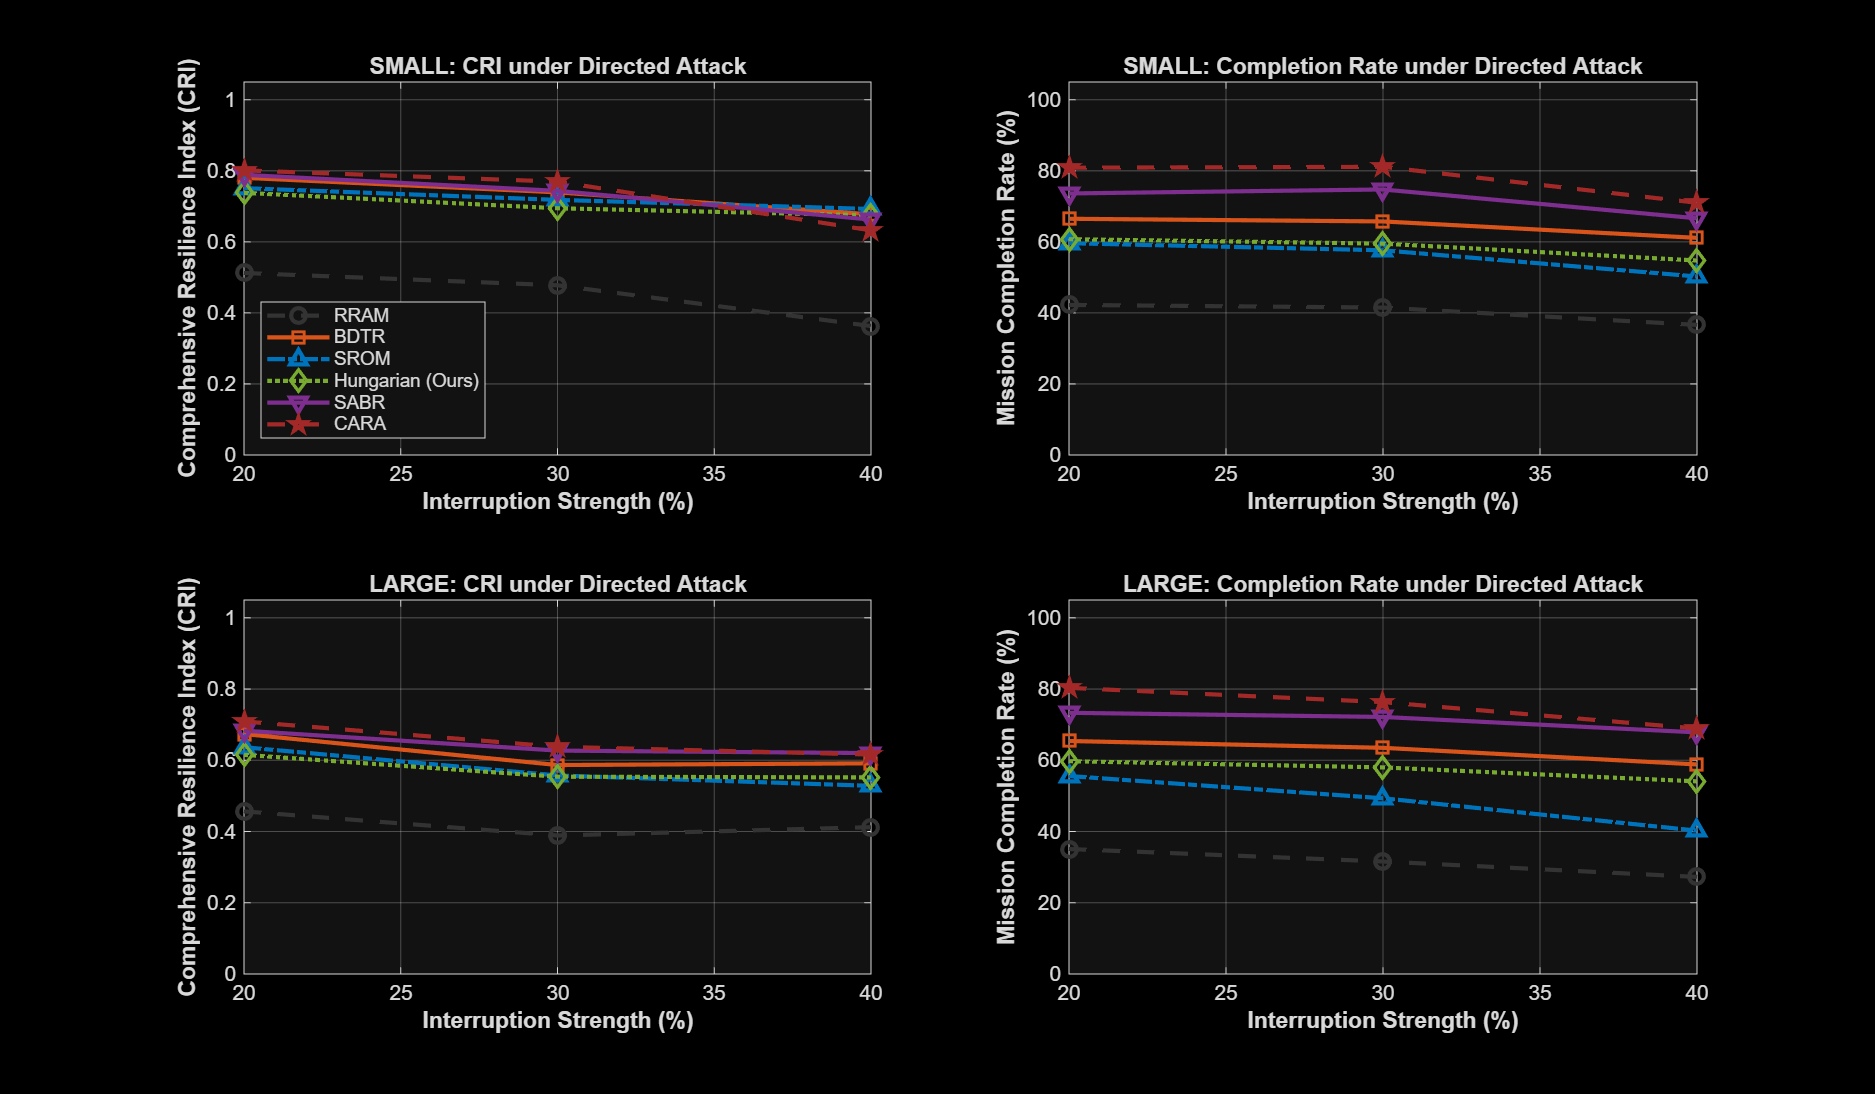 SMALL: CRI under Directed Attack
Comprehensive Resilience Index (CRI)
1
0.8
0.6
0.4
0.2
0
RRAM
BDTR
SROM
Hungarian (Ours)
SABR
CARA
20 25 30 35 40
Interruption Strength (%)
SMALL: Completion Rate under Directed Attack
Mission Completion Rate (%)
100
80
60
40
20
0
20 25 30 35 40
Interruption Strength (%)
LARGE: CRI under Directed Attack
Comprehensive Resilience Index (CRI)
1
0.8
0.6
0.4
0.2
0
20 25 30 35 40
Interruption Strength (%)
LARGE: Completion Rate under Directed Attack
Mission Completion Rate (%)
100
80
60
40
20
0
20 25 30 35 40
Interruption Strength (%)